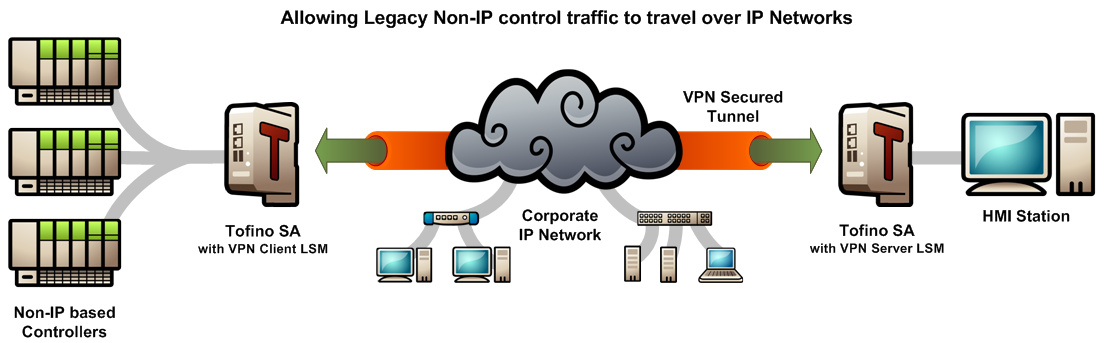 Allowing Legacy Non-IP control traffic to travel over IP Networks
VPN Secured
Tunnel
T
T
Tofino SA
with VPN Client LSM
Corporate
IP Network
Tofino SA
with VPN Server LSM
HMI Station
Non-IP based
Controllers